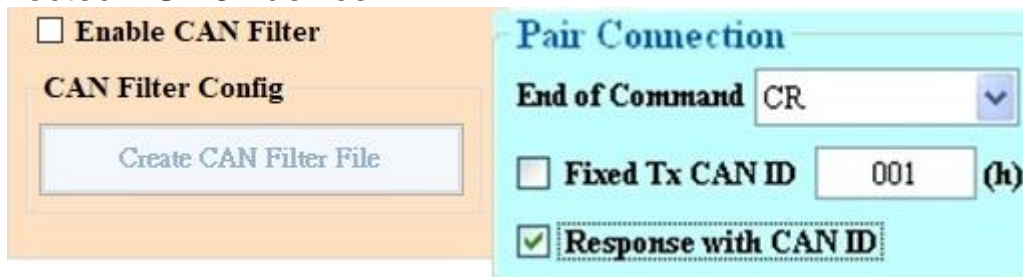 Enable CAN Filter
CAN Filter Config
Create CAN Filter File
Pair Connection
End of Command CR
Fixed Tx CAN ID 001 (h)
Response with CAN ID